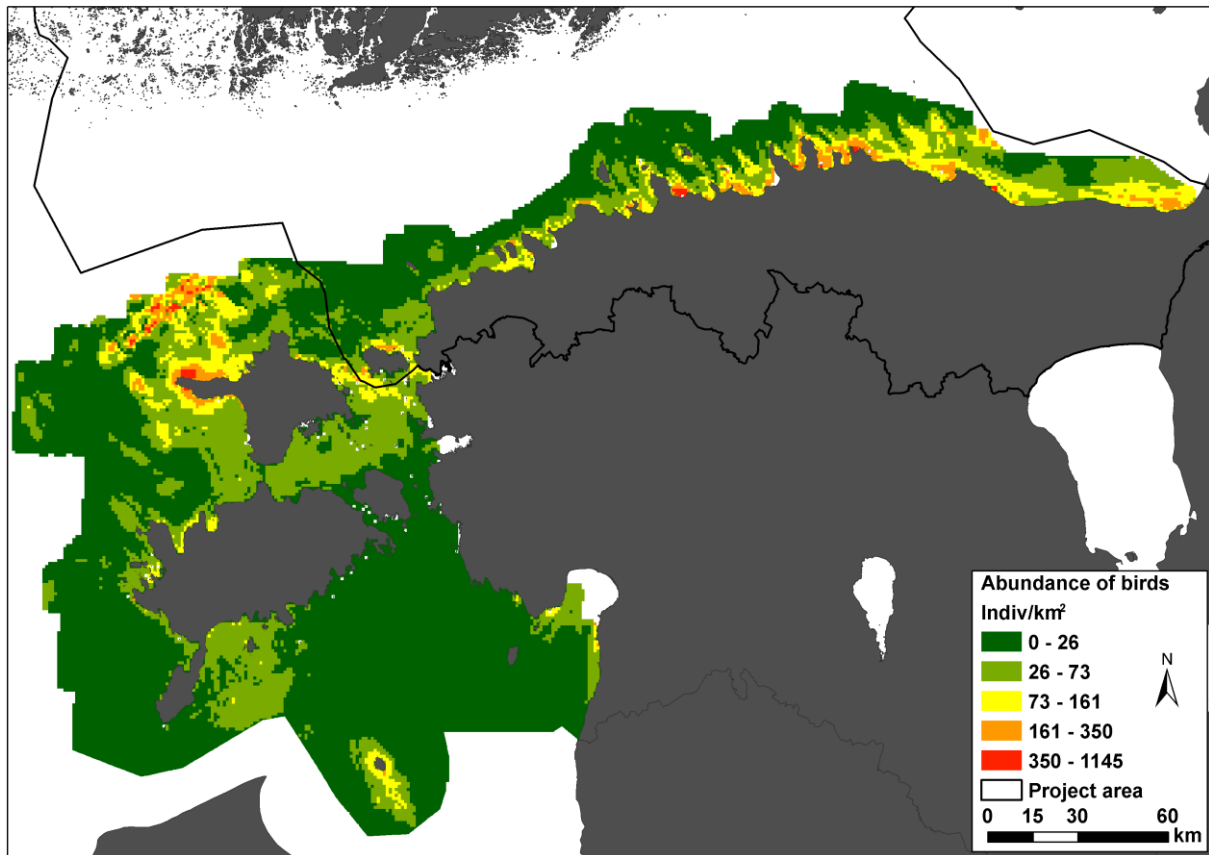 Abundance of birds
Indiv/km²
0 - 26
26 - 73
73 - 161
161 - 350
350 - 1145
Project area
N
0 15 30 60
km